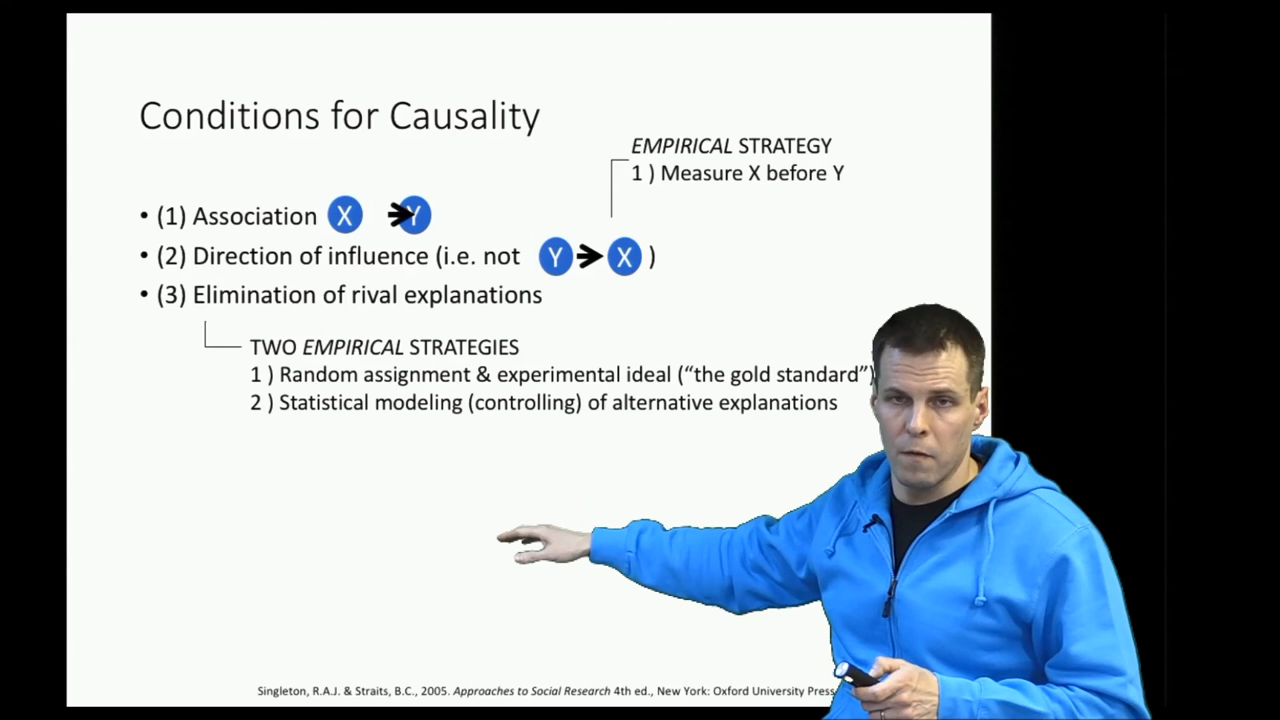 Conditions for Causality
EMPIRICAL STRATEGY
1 ) Measure X before Y
• (1) Association X Y
• (2) Direction of influence (i.e. not Y X )
• (3) Elimination of rival explanations
TWO EMPIRICAL STRATEGIES
1 ) Random assignment & experimental ideal ("the gold standard")
2 ) Statistical modeling (controlling) of alternative explanations
Singleton, R.A.J. & Straits, B.C., 2005. Approaches to Social Research 4th ed., New York: Oxford University Press